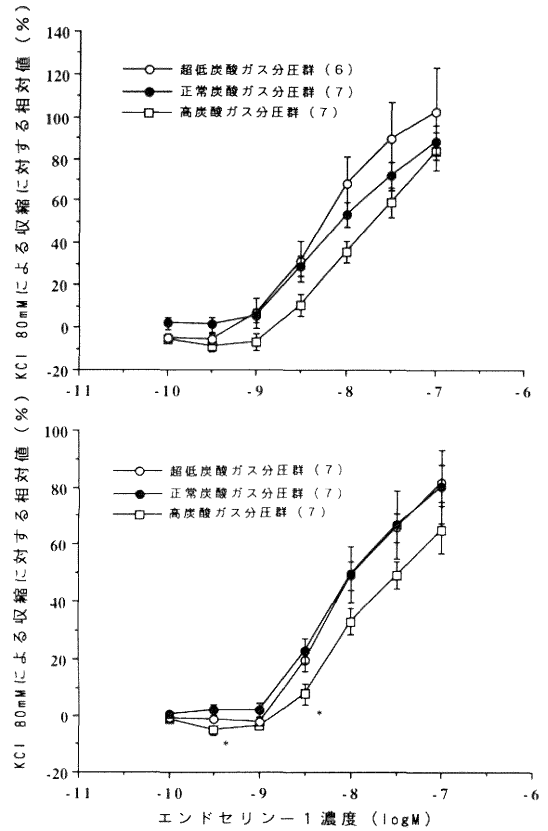 KCl 80mMによる収縮に対する相対値 (%)
140
120
100
80
60
40
20
0
-20
超低炭酸ガス分圧群 (6)
正常炭酸ガス分圧群 (7)
高炭酸ガス分圧群 (7)
-11 -10 -9 -8 -7 -6
KCl 80mMによる収縮に対する相対値 (%)
100
80
60
40
20
0
-20
超低炭酸ガス分圧群 (7)
正常炭酸ガス分圧群 (7)
高炭酸ガス分圧群 (7)
*
*
-11 -10 -9 -8 -7 -6
エンドセリン－1濃度 (logM)